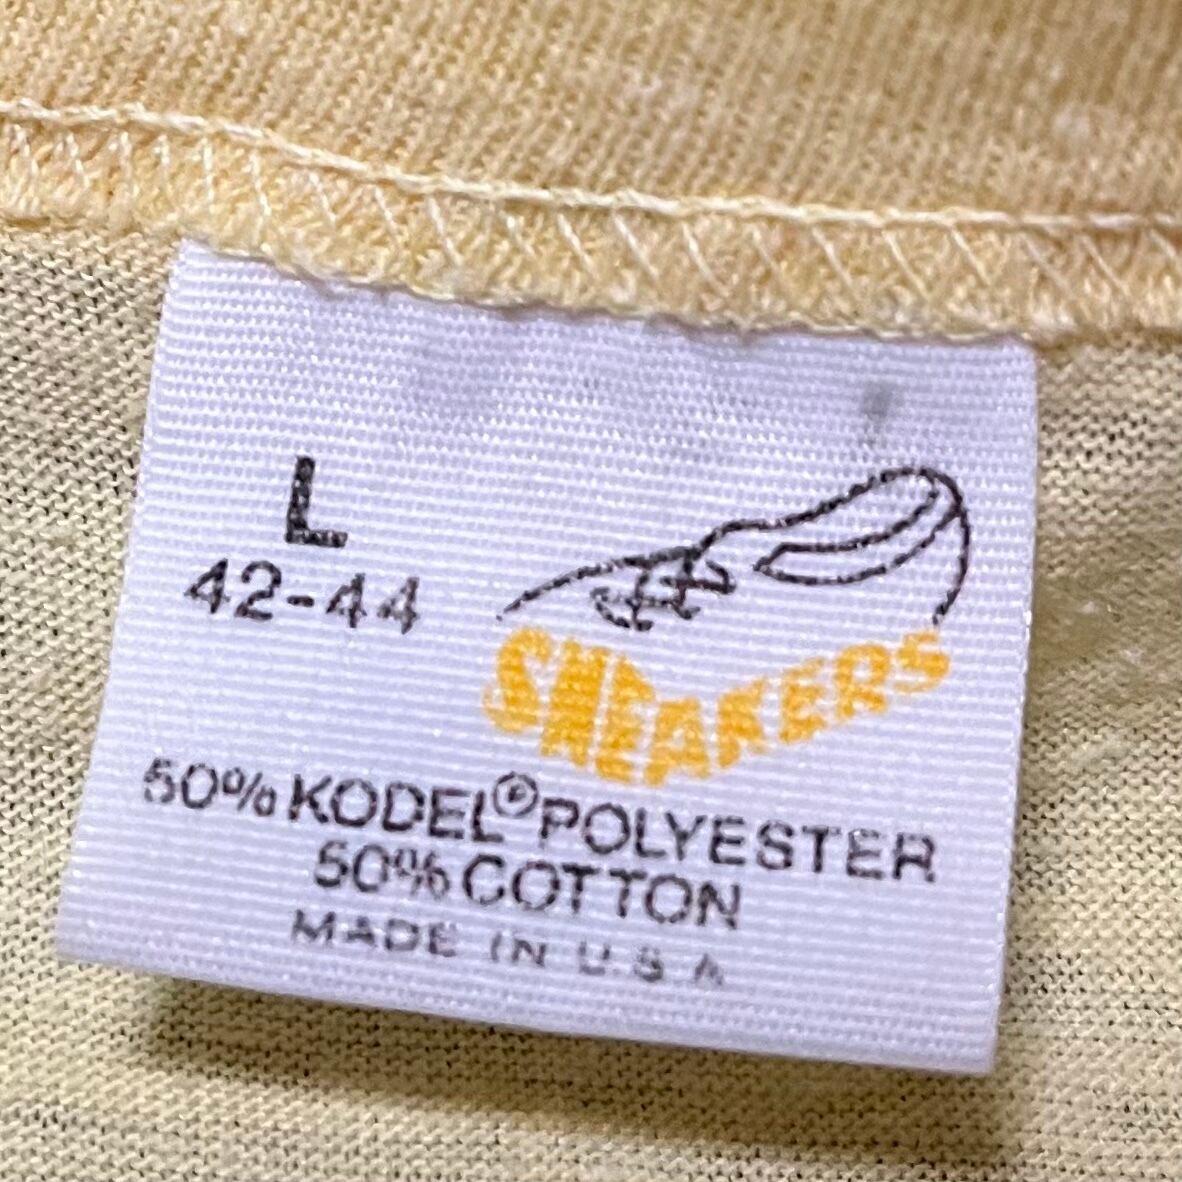 L
42-44
SNEAKERS
50% KODEL® POLYESTER
50% COTTON
MADE IN U.S.A